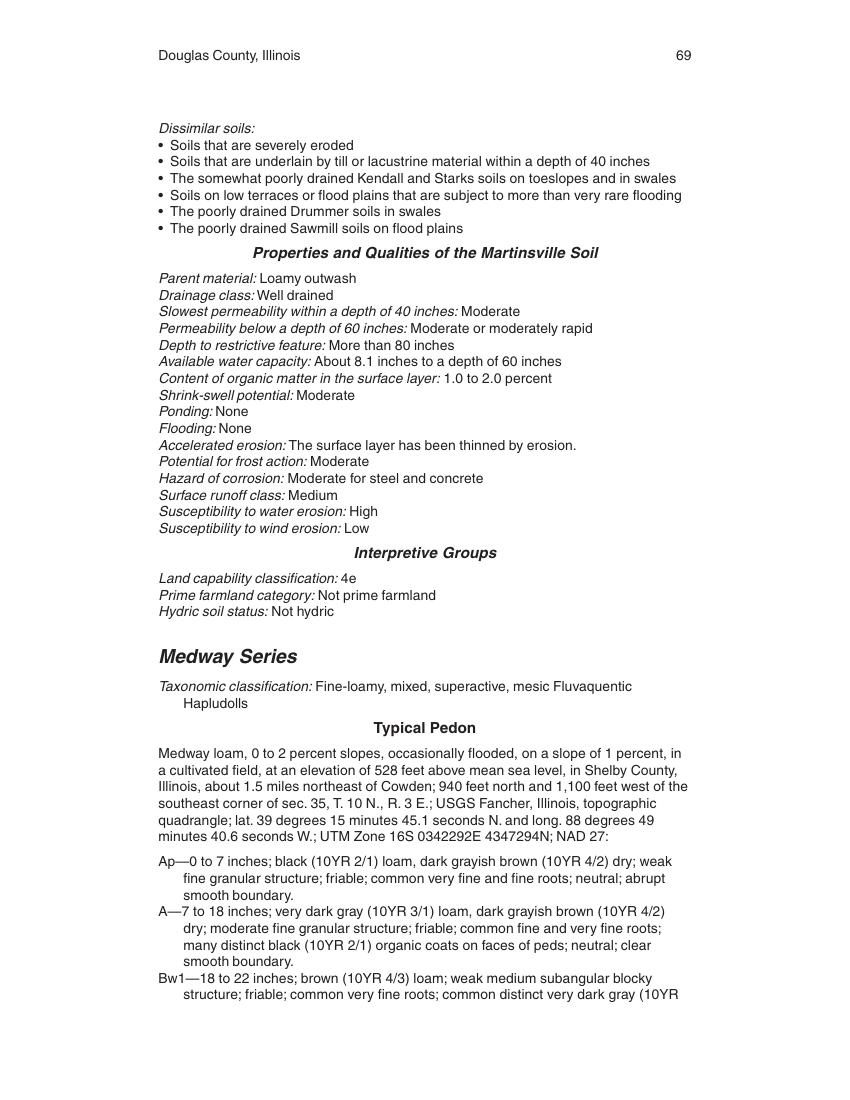 Douglas County, Illinois 69
Dissimilar soils:
• Soils that are severely eroded
• Soils that are underlain by till or lacustrine material within a depth of 40 inches
• The somewhat poorly drained Kendall and Starks soils on toeslopes and in swales
• Soils on low terraces or flood plains that are subject to more than very rare flooding
• The poorly drained Drummer soils in swales
• The poorly drained Sawmill soils on flood plains
Properties and Qualities of the Martinsville Soil
Parent material: Loamy outwash
Drainage class: Well drained
Slowest permeability within a depth of 40 inches: Moderate
Permeability below a depth of 60 inches: Moderate or moderately rapid
Depth to restrictive feature: More than 80 inches
Available water capacity: About 8.1 inches to a depth of 60 inches
Content of organic matter in the surface layer: 1.0 to 2.0 percent
Shrink-swell potential: Moderate
Ponding: None
Flooding: None
Accelerated erosion: The surface layer has been thinned by erosion.
Potential for frost action: Moderate
Hazard of corrosion: Moderate for steel and concrete
Surface runoff class: Medium
Susceptibility to water erosion: High
Susceptibility to wind erosion: Low
Interpretive Groups
Land capability classification: 4e
Prime farmland category: Not prime farmland
Hydric soil status: Not hydric
Medway Series
Taxonomic classification: Fine-loamy, mixed, superactive, mesic Fluvaquentic
Hapludolls
Typical Pedon
Medway loam, 0 to 2 percent slopes, occasionally flooded, on a slope of 1 percent, in
a cultivated field, at an elevation of 528 feet above mean sea level, in Shelby County,
Illinois, about 1.5 miles northeast of Cowden; 940 feet north and 1,100 feet west of the
southeast corner of sec. 35, T. 10 N., R. 3 E.; USGS Fancher, Illinois, topographic
quadrangle; lat. 39 degrees 15 minutes 45.1 seconds N. and long. 88 degrees 49
minutes 40.6 seconds W.; UTM Zone 16S 0342292E 4347294N; NAD 27:
Ap—0 to 7 inches; black (10YR 2/1) loam, dark grayish brown (10YR 4/2) dry; weak
fine granular structure; friable; common very fine and fine roots; neutral; abrupt
smooth boundary.
A—7 to 18 inches; very dark gray (10YR 3/1) loam, dark grayish brown (10YR 4/2)
dry; moderate fine granular structure; friable; common fine and very fine roots;
many distinct black (10YR 2/1) organic coats on faces of peds; neutral; clear
smooth boundary.
Bw1—18 to 22 inches; brown (10YR 4/3) loam; weak medium subangular blocky
structure; friable; common very fine roots; common distinct very dark gray (10YR